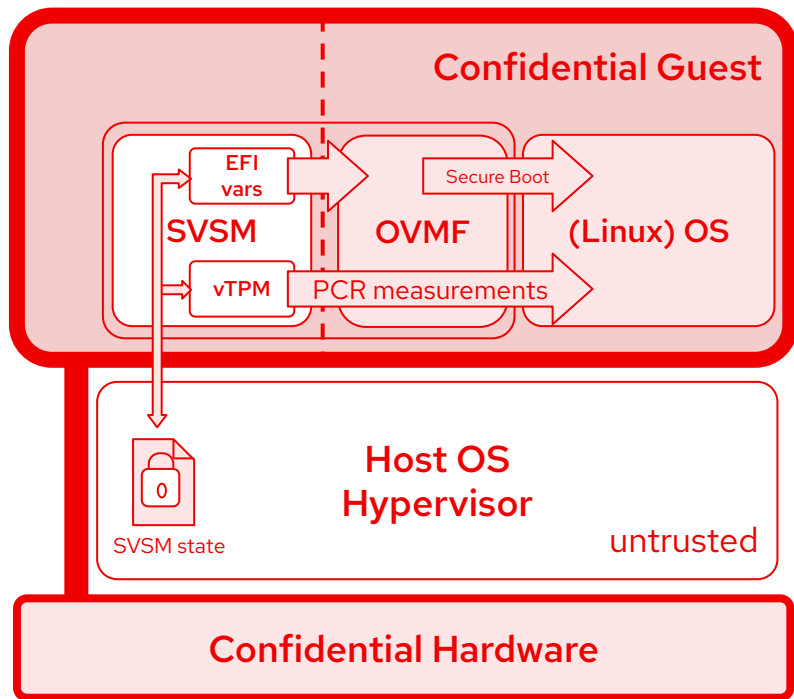 Confidential Guest
EFI
vars
Secure Boot
SVSM
OVMF
(Linux) OS
vTPM
PCR measurements
Host OS
Hypervisor
SVSM state
untrusted
Confidential Hardware